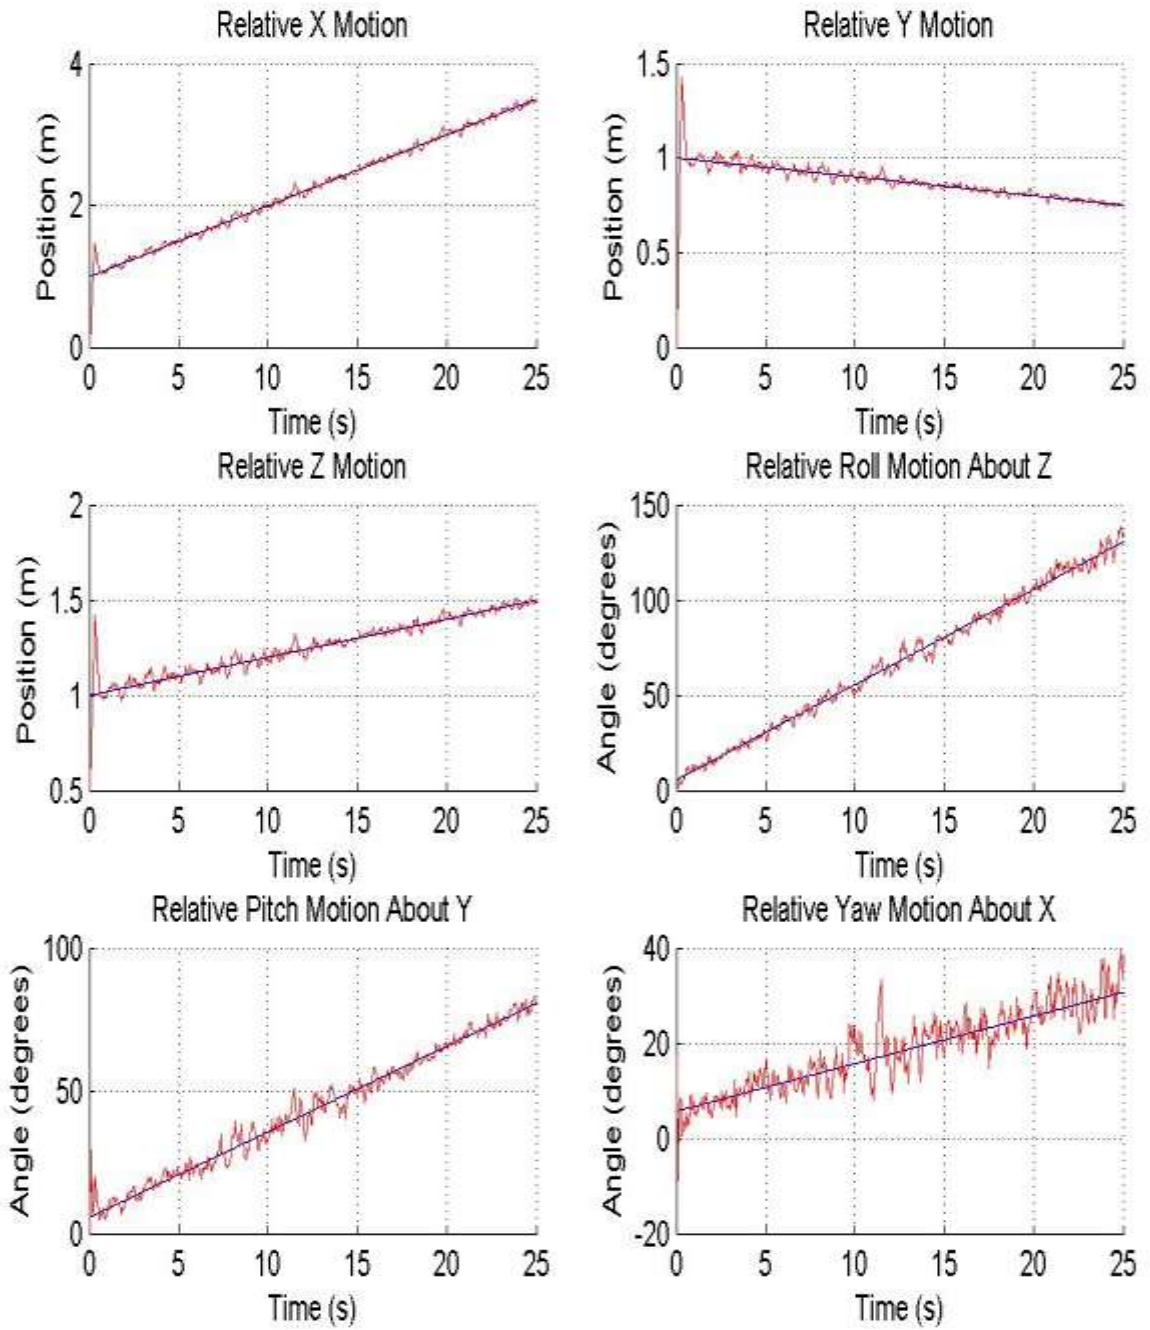 Relative X Motion
4
2
0
Position (m)
0 5 10 15 20 25
Time (s)
Relative Y Motion
1.5
1
0.5
0
Position (m)
0 5 10 15 20 25
Time (s)
Relative Z Motion
2
1.5
1
0.5
Position (m)
0 5 10 15 20 25
Time (s)
Relative Roll Motion About Z
150
100
50
0
Angle (degrees)
0 5 10 15 20 25
Time (s)
Relative Pitch Motion About Y
100
50
0
Angle (degrees)
0 5 10 15 20 25
Time (s)
Relative Yaw Motion About X
40
20
0
-20
Angle (degrees)
0 5 10 15 20 25
Time (s)